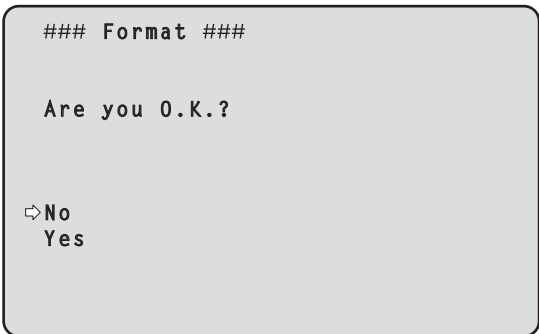 ### Format ###
Are you O.K.?
⇨No
Yes